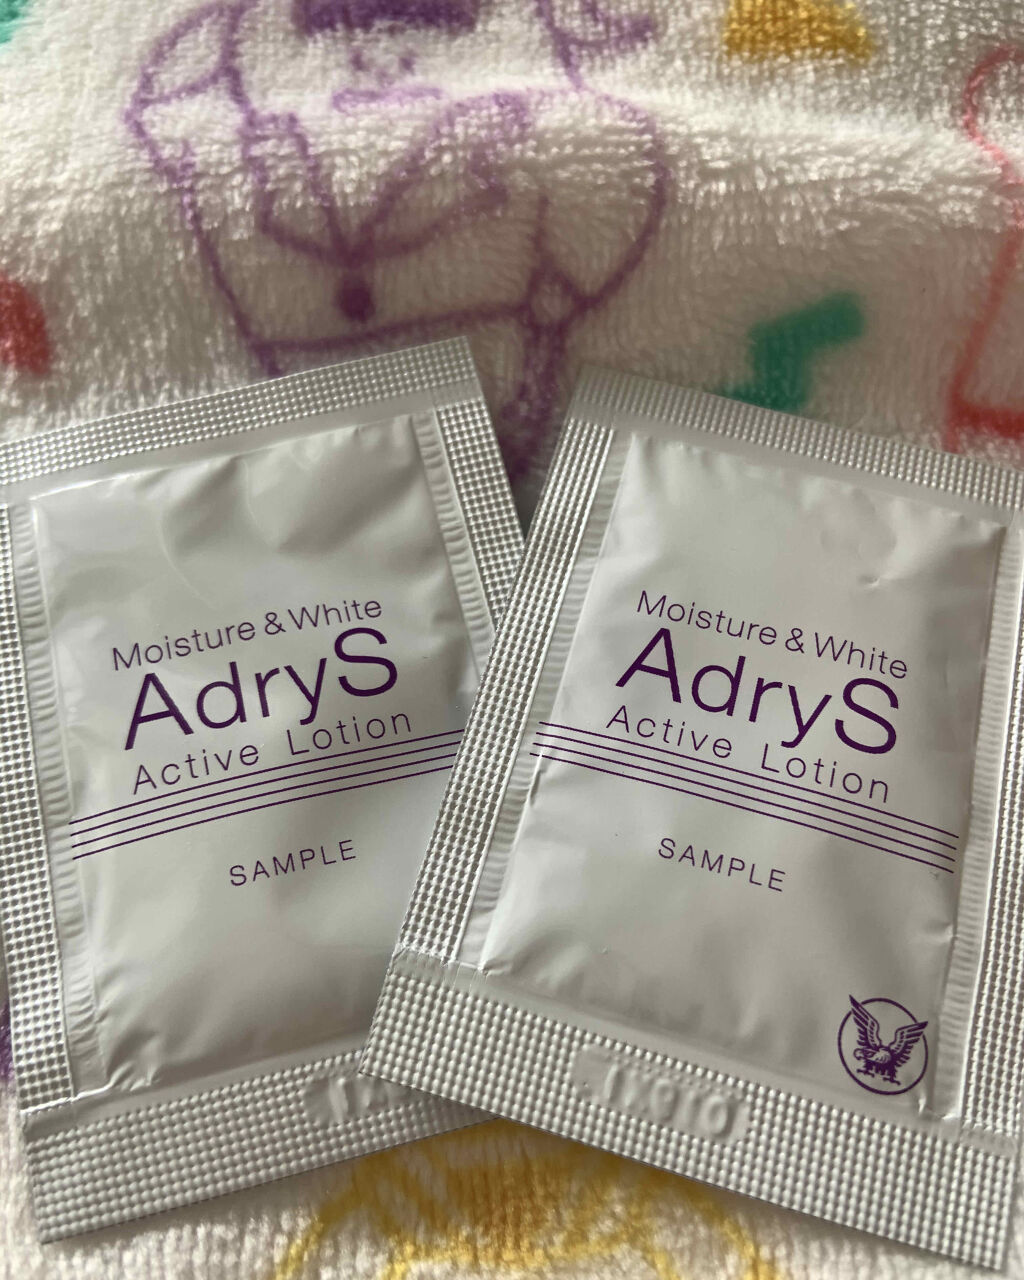 Moisture & White
AdryS
Active Lotion
SAMPLE
Moisture & White
AdryS
Active Lotion
SAMPLE